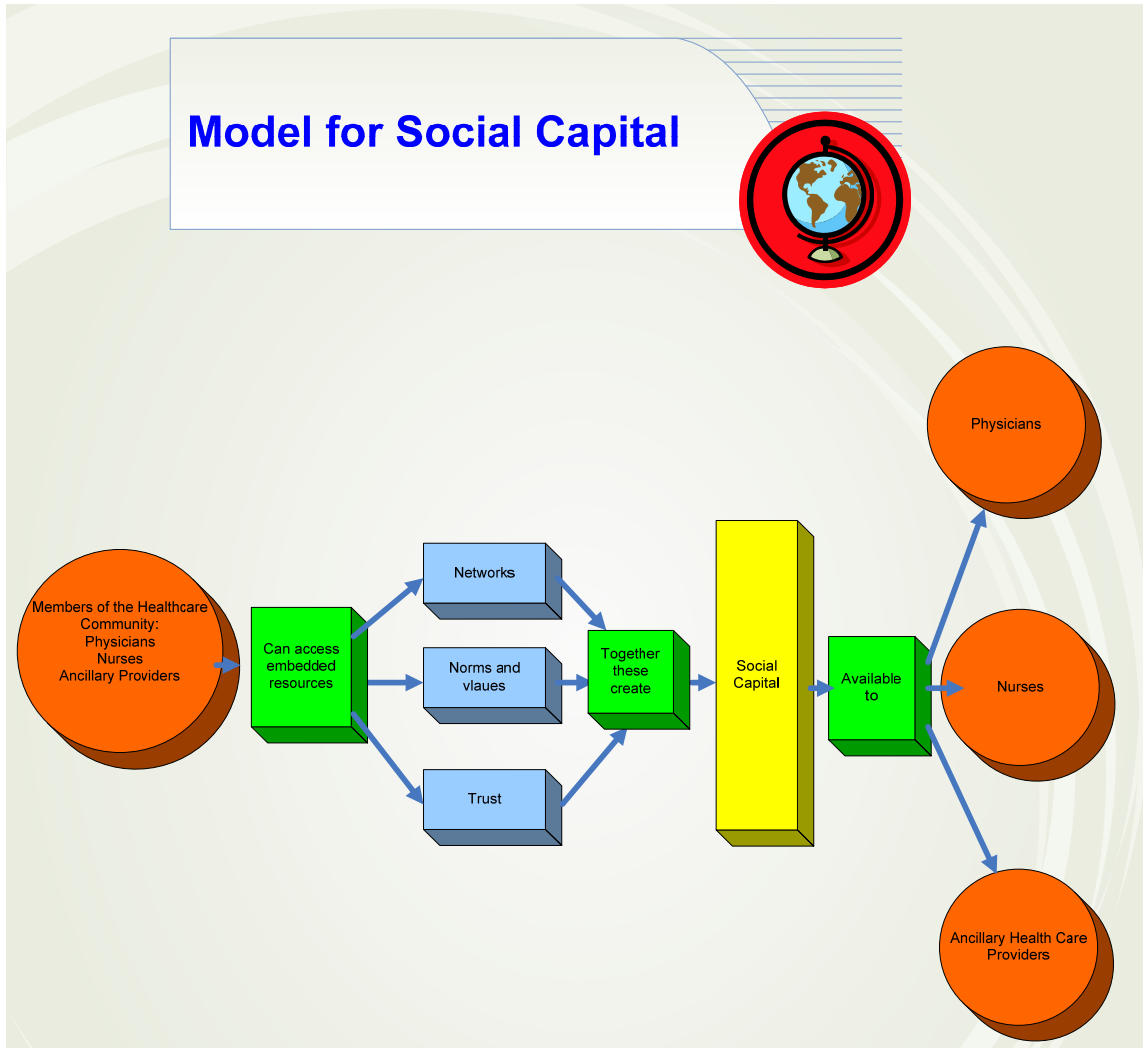 Model for Social Capital
Members of the Healthcare
Community:
Physicians
Nurses
Ancillary Providers
Can access
embedded
resources
Networks
Norms and
vlaues
Trust
Together
these
create
Social
Capital
Available
to
Physicians
Nurses
Ancillary Health Care
Providers